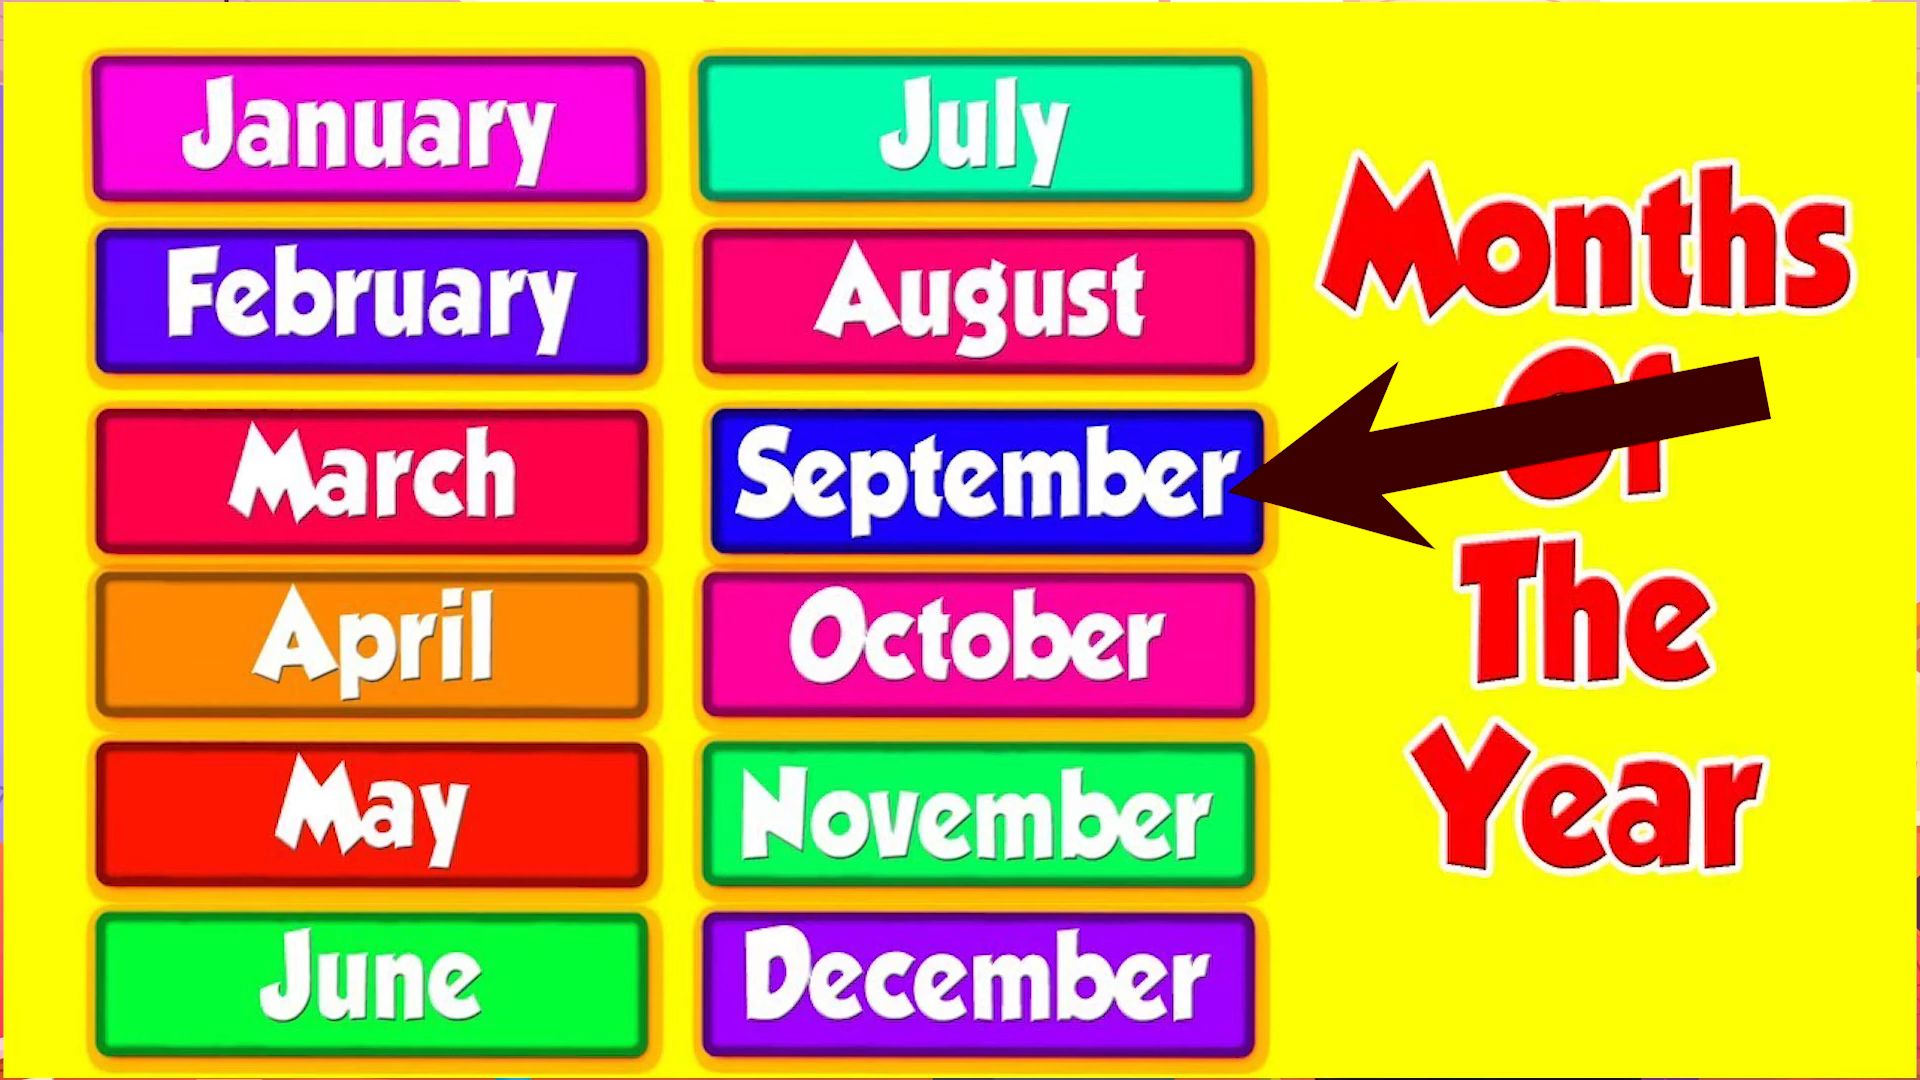 January
February
March
April
May
June
July
August
September
October
November
December
Months
Of
The
Year